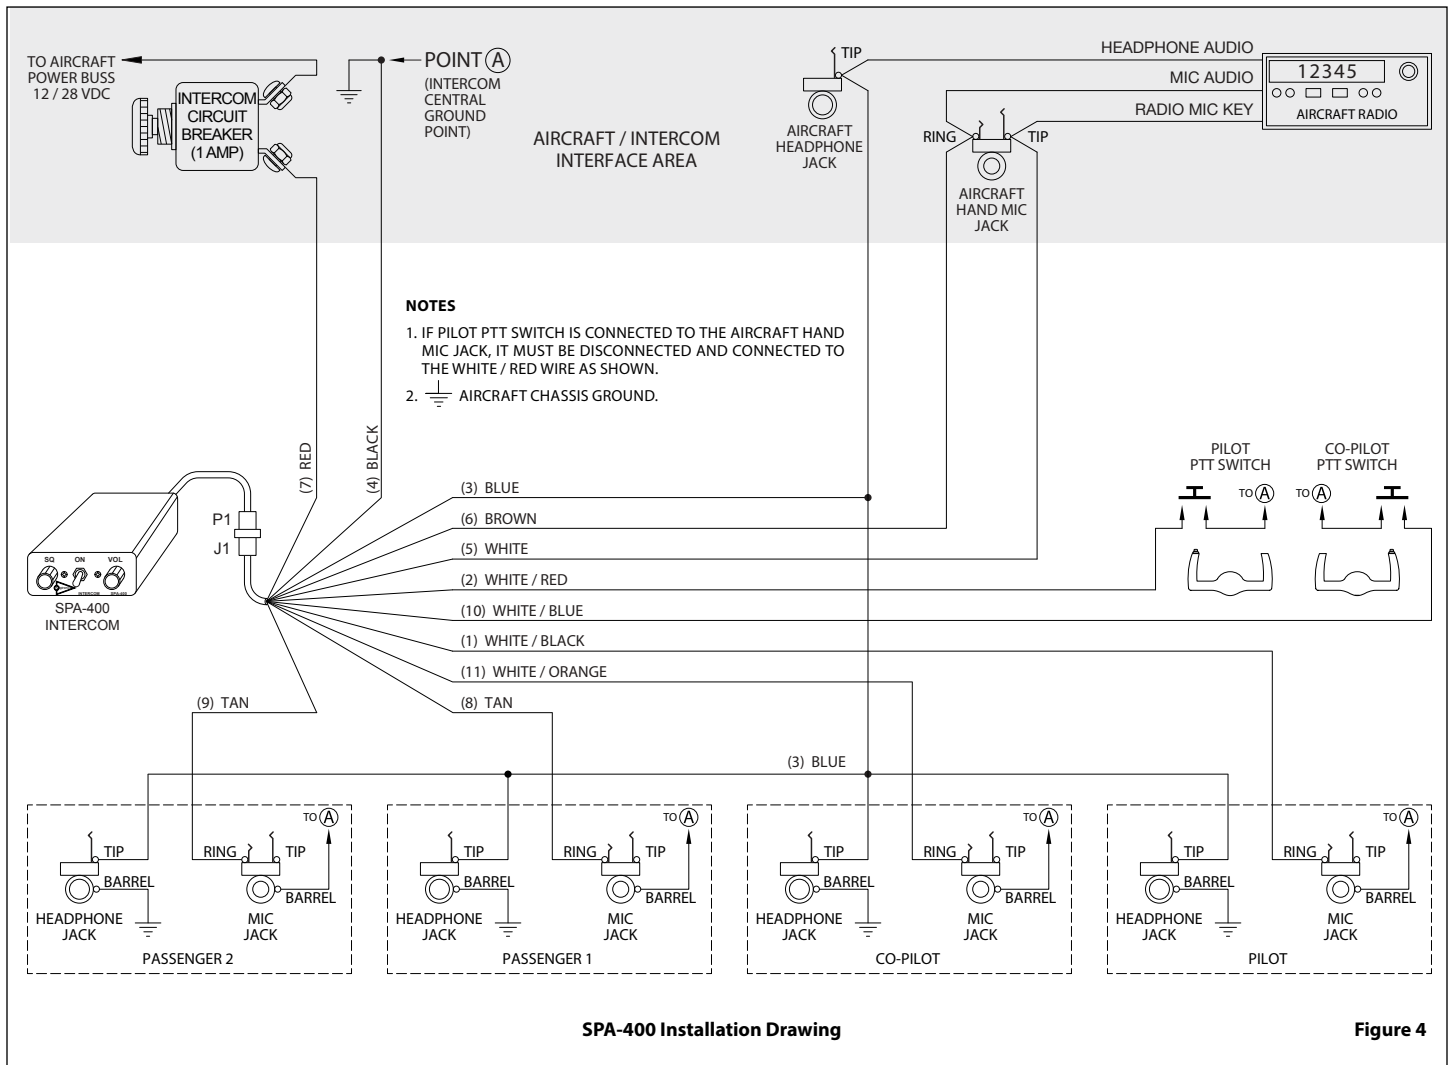 TO AIRCRAFT
POWER BUSS
12 / 28 VDC
INTERCOM
CIRCUIT
BREAKER
(1 AMP)
POINT A
(INTERCOM
CENTRAL
GROUND
POINT)
AIRCRAFT / INTERCOM
INTERFACE AREA
TIP
AIRCRAFT
HEADPHONE
JACK
HEADPHONE AUDIO
MIC AUDIO
RADIO MIC KEY
12345
AIRCRAFT RADIO
RING
TIP
AIRCRAFT
HAND MIC
JACK
NOTES
1. IF PILOT PTT SWITCH IS CONNECTED TO THE AIRCRAFT HAND
MIC JACK, IT MUST BE DISCONNECTED AND CONNECTED TO
THE WHITE / RED WIRE AS SHOWN.
2. AIRCRAFT CHASSIS GROUND.
(7) RED
(4) BLACK
(3) BLUE
(6) BROWN
(5) WHITE
(2) WHITE / RED
(10) WHITE / BLUE
(1) WHITE / BLACK
(11) WHITE / ORANGE
(9) TAN
(8) TAN
(3) BLUE
PILOT
PTT SWITCH
TO A
CO-PILOT
PTT SWITCH
TO A
P1
J1
SQ
ON
VOL
INTERCOM
SPA-400
SPA-400
INTERCOM
TIP
BARREL
HEADPHONE
JACK
RING
TIP
TO A
BARREL
MIC
JACK
PASSENGER 2
TIP
BARREL
HEADPHONE
JACK
RING
TIP
TO A
BARREL
MIC
JACK
PASSENGER 1
TIP
BARREL
HEADPHONE
JACK
RING
TIP
TO A
BARREL
MIC
JACK
CO-PILOT
TIP
BARREL
HEADPHONE
JACK
RING
TIP
TO A
BARREL
MIC
JACK
PILOT
SPA-400 Installation Drawing
Figure 4